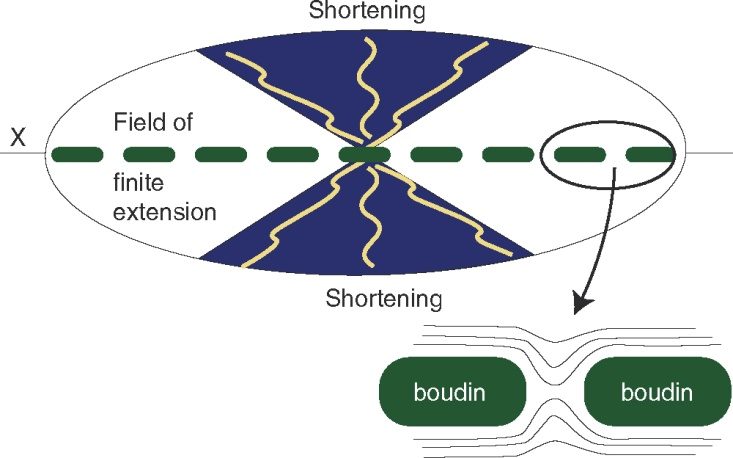 Shortening
X
Field of
finite
extension
Shortening
boudin
boudin